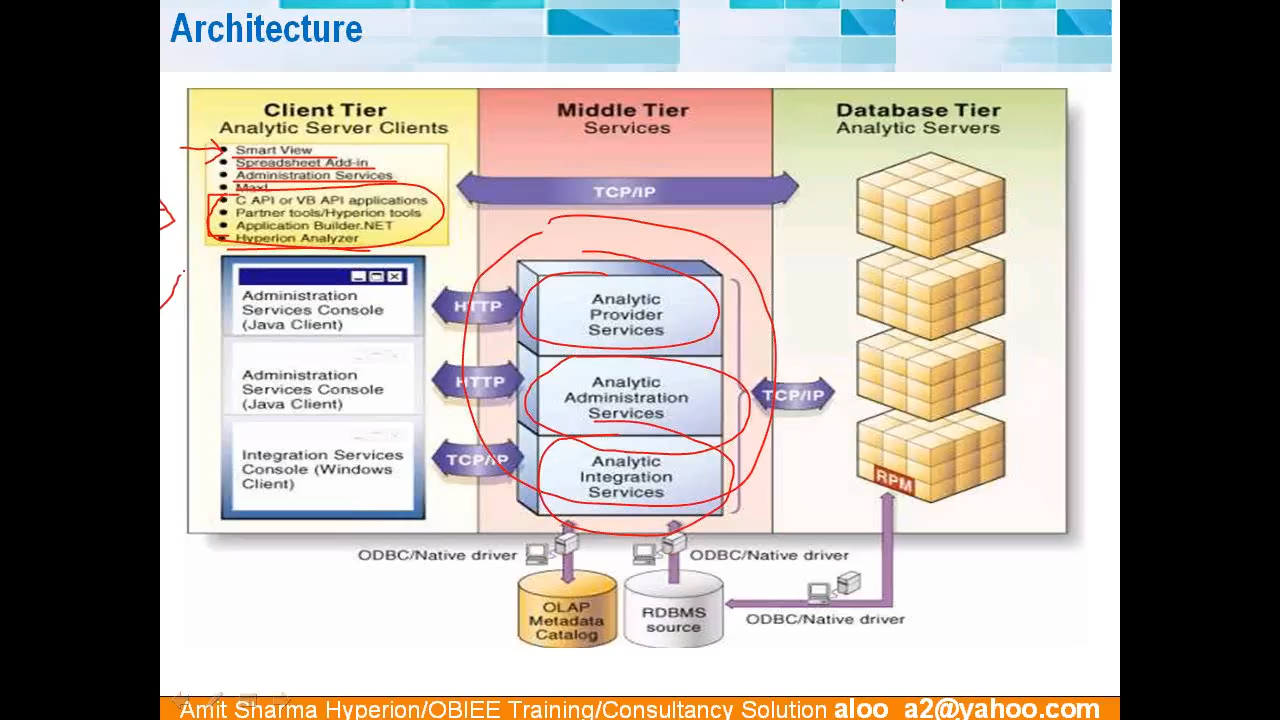 Architecture
Client Tier
Analytic Server Clients
Smart View
Spreadsheet Add-in
Administration Services
MaxL
C API or VB API applications
Partner tools/Hyperion tools
Application Builder.NET
Hyperion Analyzer
Middle Tier
Services
Database Tier
Analytic Servers
TCP/IP
Administration
Services Console
(Java Client)
HTTP
Analytic
Provider
Services
Administration
Services Console
(Java Client)
HTTP
Analytic
Administration
Services
TCP/IP
Integration Services
Console (Windows
Client)
TCP/IP
Analytic
Integration
Services
RPM
ODBC/Native driver
ODBC/Native driver
OLAP
Metadata
Catalog
RDBMS
source
ODBC/Native driver
Amit Sharma Hyperion/OBIEE Training/Consultancy Solution aloo_a2@yahoo.com